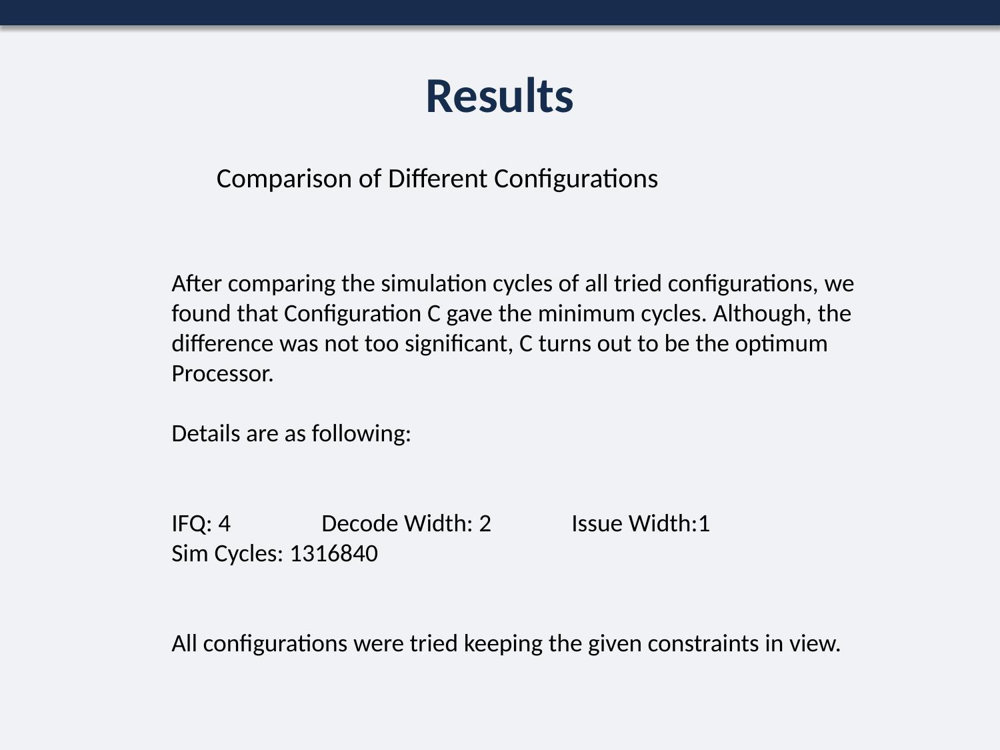 Results
Comparison of Different Configurations
After comparing the simulation cycles of all tried configurations, we
found that Configuration C gave the minimum cycles. Although, the
difference was not too significant, C turns out to be the optimum
Processor.
Details are as following:
IFQ: 4 Decode Width: 2 Issue Width:1
Sim Cycles: 1316840
All configurations were tried keeping the given constraints in view.